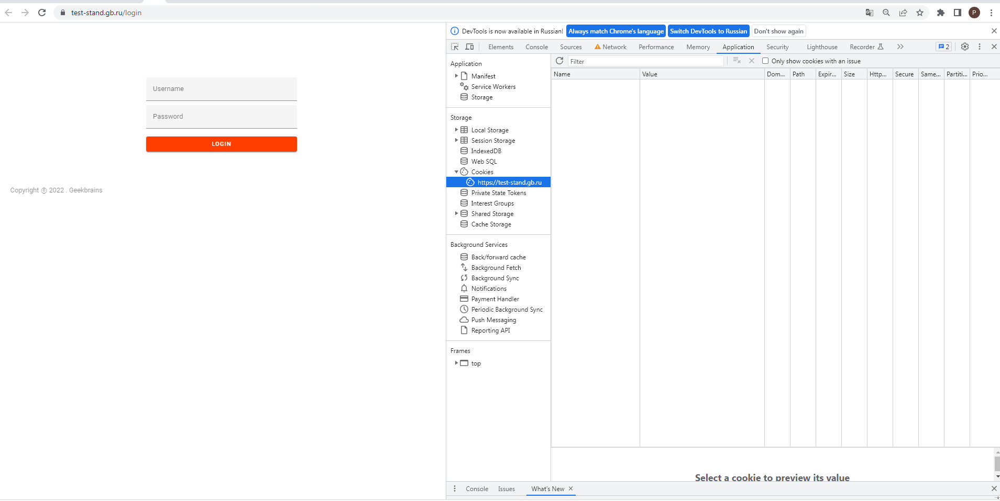 test-stand.gb.ru/login
P
Username
Password
LOGIN
Copyright © 2022 . Geekbrains
DevTools is now available in Russian! Always match Chrome's language Switch DevTools to Russian Don't show again
Elements Console Sources Network Performance Memory Application Security Lighthouse Recorder 2
Application
Manifest
Service Workers
Storage
Storage
Local Storage
Session Storage
IndexedDB
Web SQL
Cookies
https://test-stand.gb.ru
Private State Tokens
Interest Groups
Shared Storage
Cache Storage
Background Services
Back/forward cache
Background Fetch
Background Sync
Notifications
Payment Handler
Periodic Background Sync
Push Messaging
Reporting API
Frames
top
Filter Only show cookies with an issue
Name Value Dom... Path Expir... Size Http... Secure Same... Partiti... Prio...
Select a cookie to preview its value
Console Issues What's New